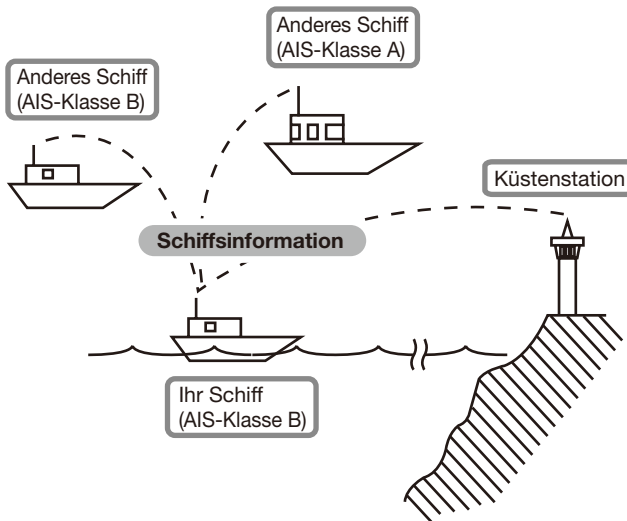 Anderes Schiff
(AIS-Klasse A)
Anderes Schiff
(AIS-Klasse B)
Küstenstation
Schiffsinformation
Ihr Schiff
(AIS-Klasse B)